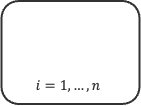 i = 1, ..., n